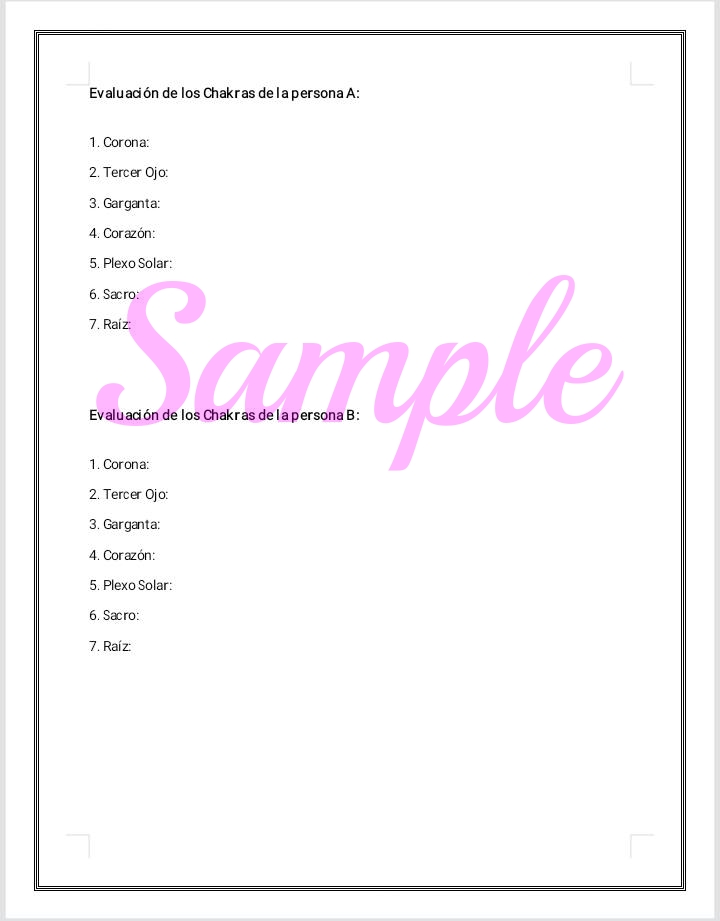 Evaluación de los Chakras de la persona A:
1. Corona:
2. Tercer Ojo:
3. Garganta:
4. Corazón:
5. Plexo Solar:
6. Sacro:
7. Raíz:
Sample
Evaluación de los Chakras de la persona B:
1. Corona:
2. Tercer Ojo:
3. Garganta:
4. Corazón:
5. Plexo Solar:
6. Sacro:
7. Raíz: